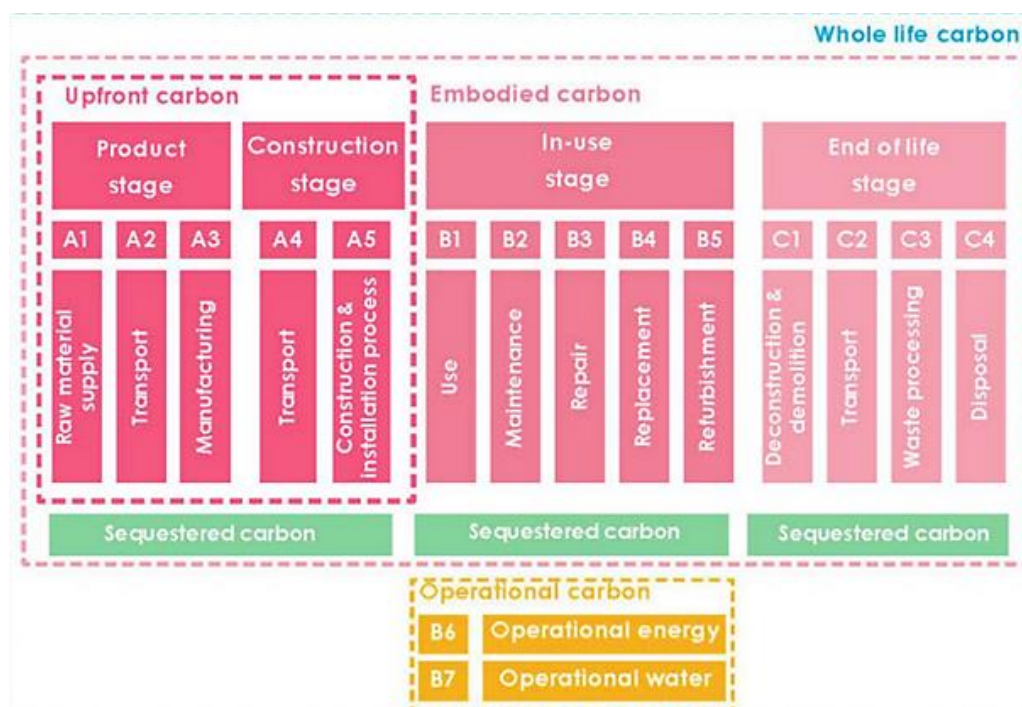 Whole life carbon
Upfront carbon
Embodied carbon
Product
stage
Construction
stage
In-use
stage
End of life
stage
A1
A2
A3
A4
A5
B1
B2
B3
B4
B5
C1
C2
C3
C4
Raw material
supply
Transport
Manufacturing
Transport
Construction &
installation process
Use
Maintenance
Repair
Replacement
Refurbishment
Deconstruction &
demolition
Transport
Waste processing
Disposal
Sequestered carbon
Sequestered carbon
Sequestered carbon
Operational carbon
B6
Operational energy
B7
Operational water